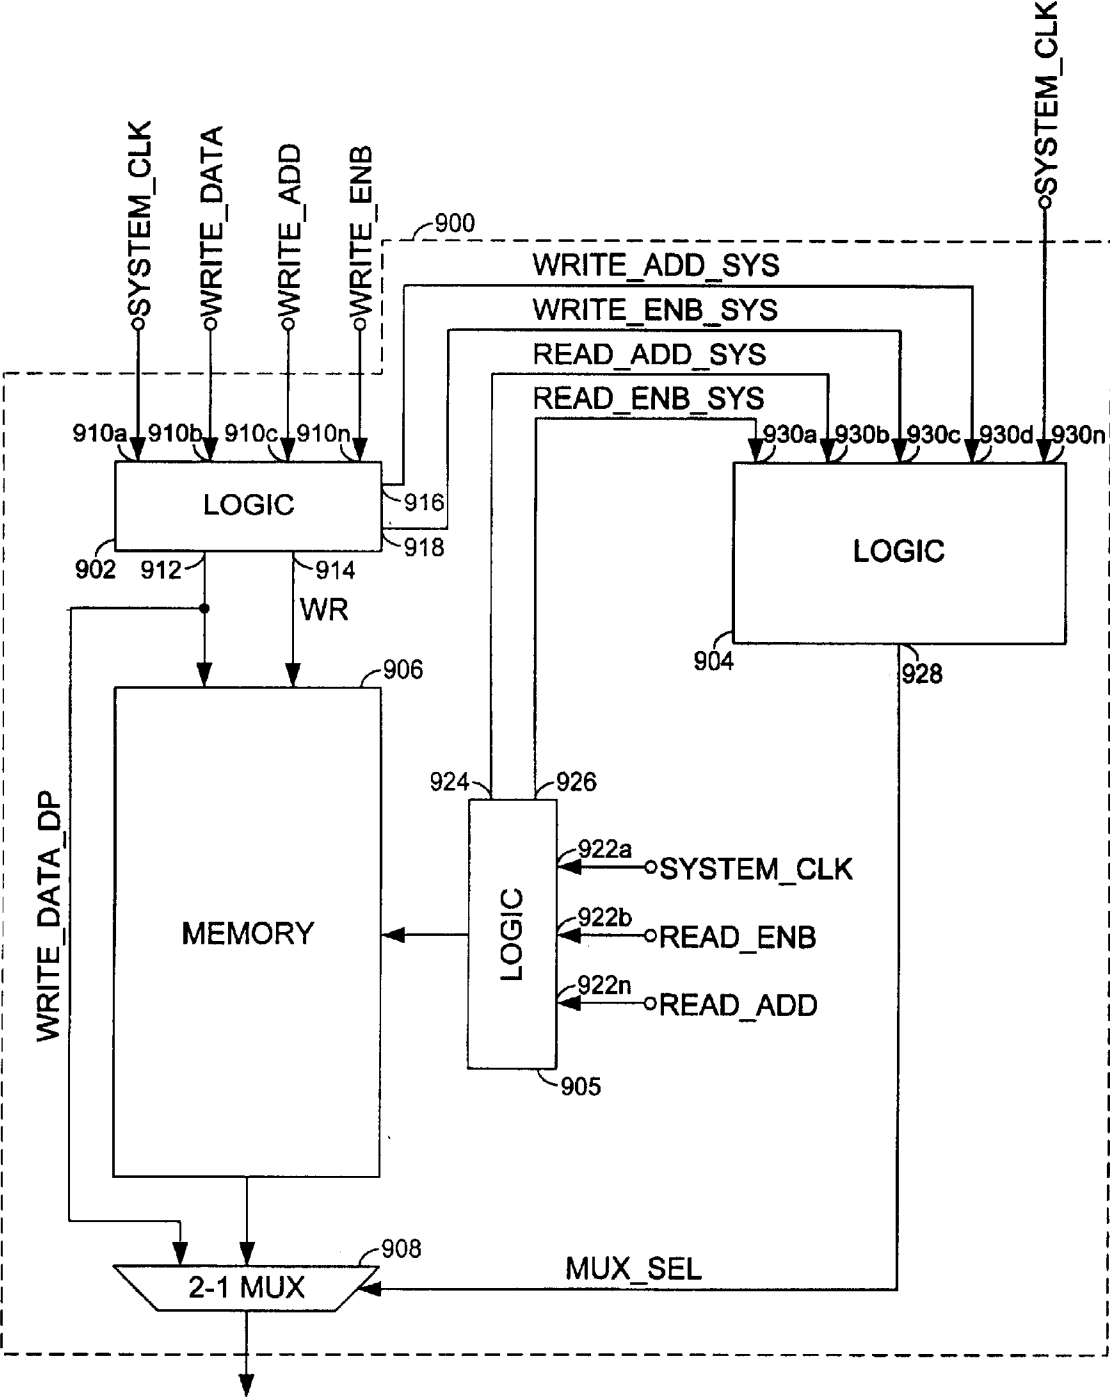 SYSTEM_CLK
SYSTEM_CLK
WRITE_DATA
WRITE_ADD
WRITE_ENB
900
WRITE_ADD_SYS
WRITE_ENB_SYS
READ_ADD_SYS
READ_ENB_SYS
910a 910b 910c 910n
930a 930b 930c 930d 930n
LOGIC
916
918
902 912 914
WR
LOGIC
904
928
906
924 926
WRITE_DATA_DP
MEMORY
LOGIC
922a
SYSTEM_CLK
922b
READ_ENB
922n
READ_ADD
905
908
2-1 MUX
MUX_SEL